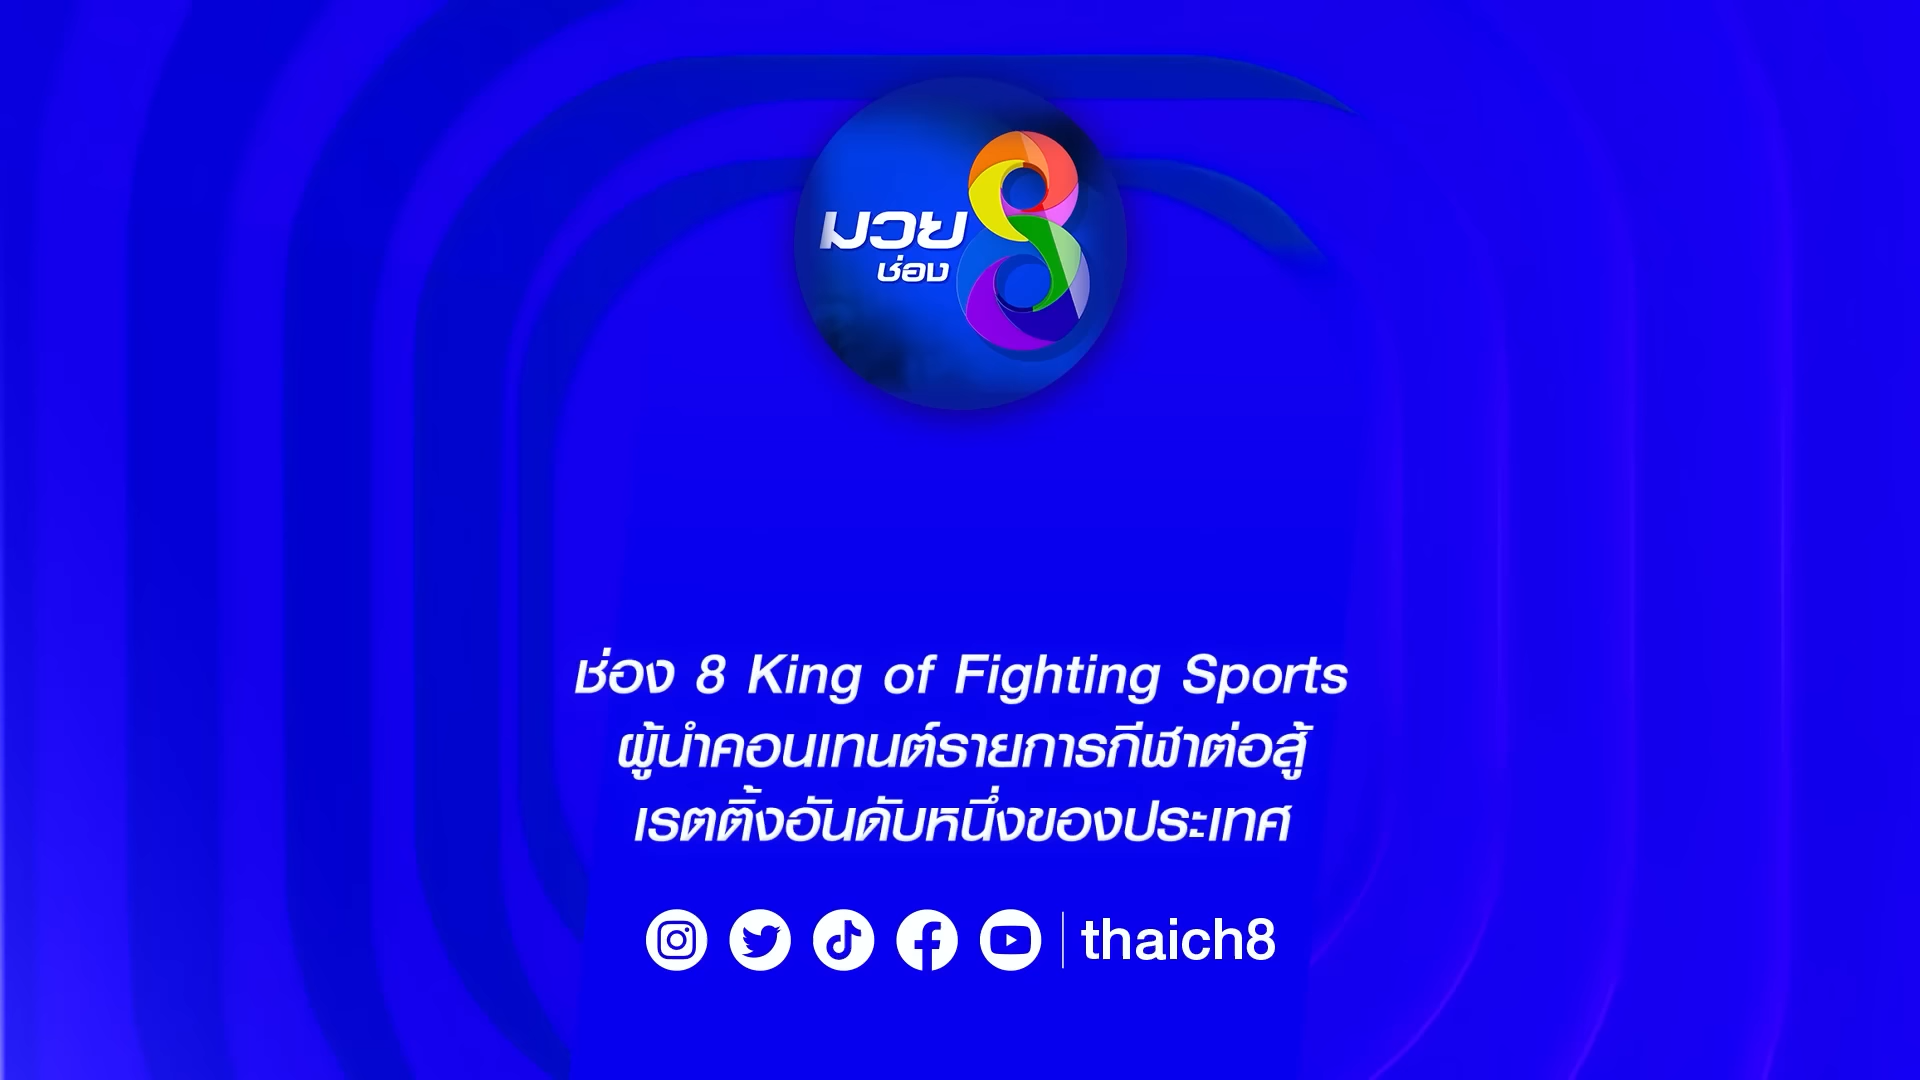 มวย
ช่อง 8
ช่อง 8 King of Fighting Sports
ผู้นำคอนเทนต์รายการกีฬาต่อสู้
เรตติ้งอันดับหนึ่งของประเทศ
thaich8